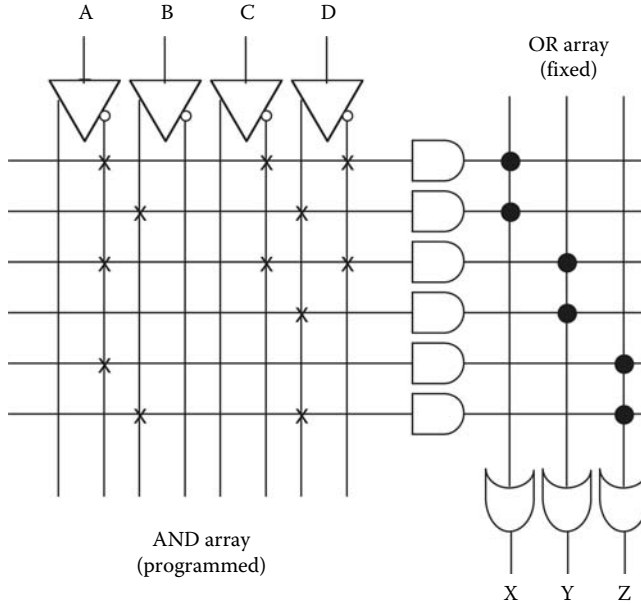 A B C D
OR array
(fixed)
AND array
(programmed)
X Y Z